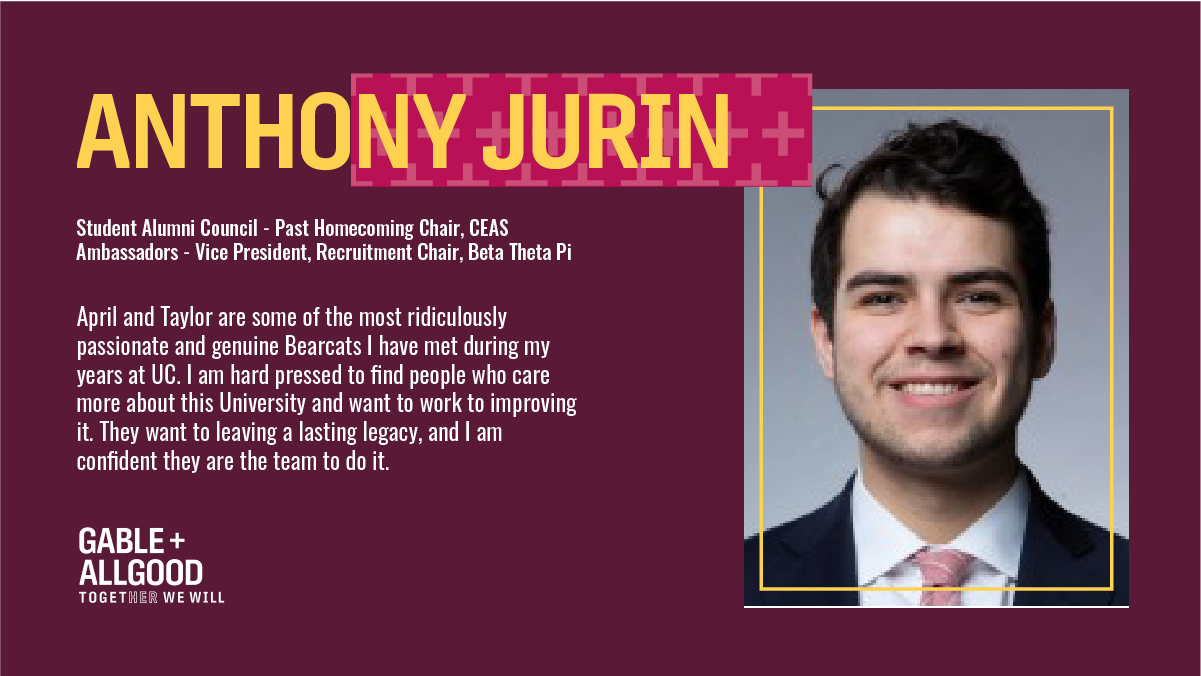 ANTHONY JURIN
Student Alumni Council - Past Homecoming Chair, CEAS
Ambassadors - Vice President, Recruitment Chair, Beta Theta Pi
April and Taylor are some of the most ridiculously
passionate and genuine Bearcats I have met during my
years at UC. I am hard pressed to find people who care
more about this University and want to work to improving
it. They want to leaving a lasting legacy, and I am
confident they are the team to do it.
GABLE +
ALLGOOD
TOGETHER WE WILL